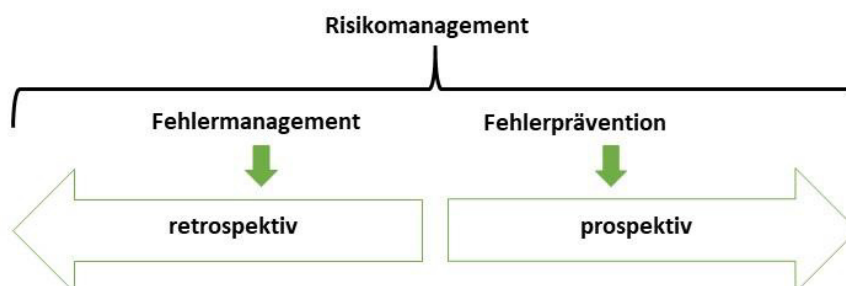 Risikomanagement
Fehlermanagement Fehlerprävention
retrospektiv prospektiv